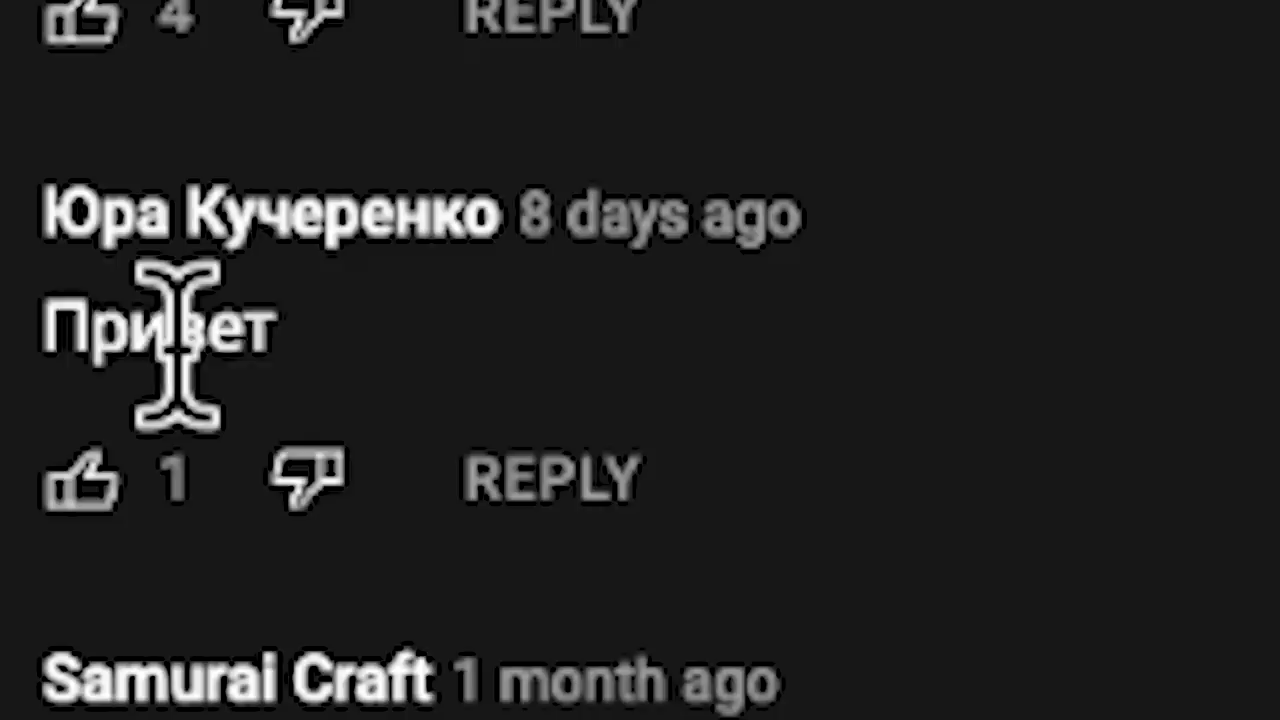 4 REPLY
Юра Кучеренко 8 days ago
Привет
1 REPLY
Samurai Craft 1 month ago